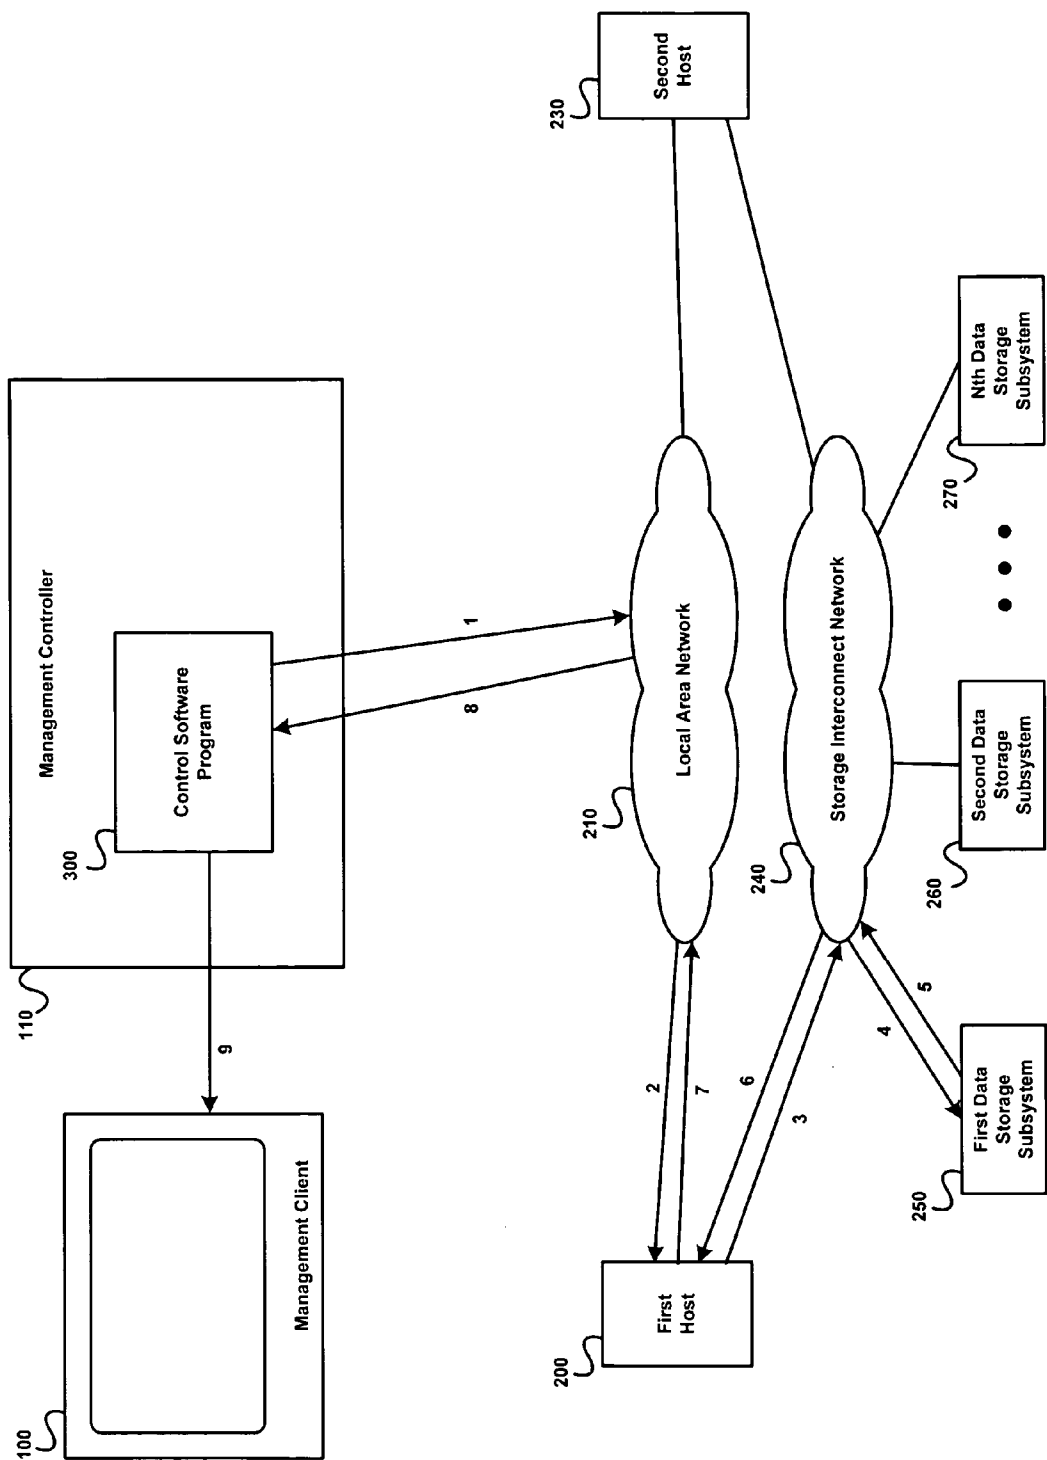 100
Management Client
9
110
Management Controller
300
Control Software
Program
1
8
200
First
Host
2
7
6
3
210
Local Area Network
240
Storage Interconnect Network
230
Second
Host
4
5
250
First Data
Storage
Subsystem
260
Second Data
Storage
Subsystem
270
Nth Data
Storage
Subsystem